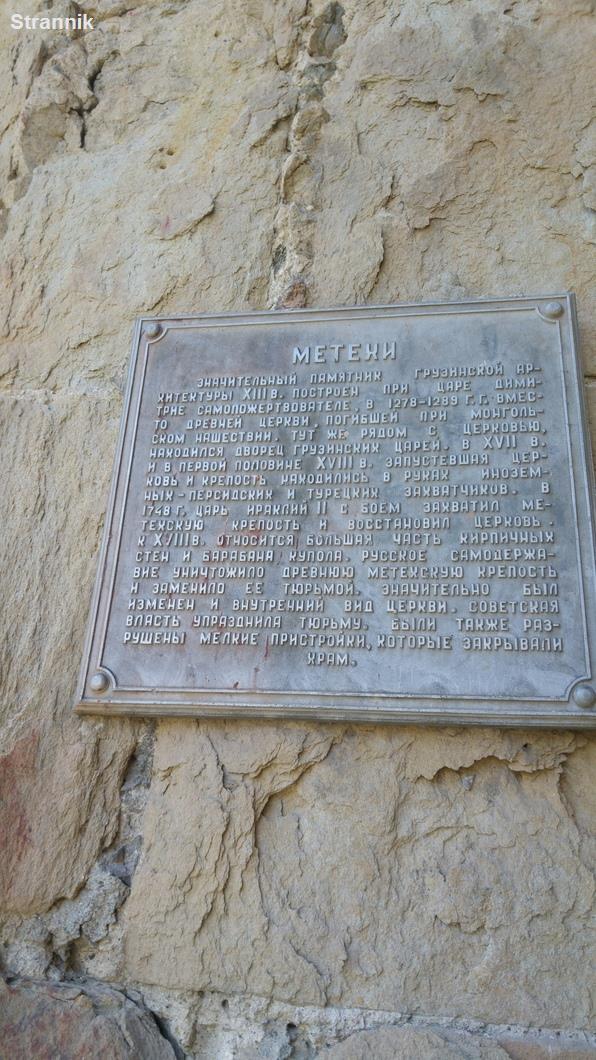 Strannik
МЕТЕХИ
ЗНАЧИТЕЛЬНЫЙ ПАМЯТНИК ГРУЗИНСКОЙ АР-
ХИТЕКТУРЫ XIII В. ПОСТРОЕН ПРИ ЦАРЕ ДИМИ-
ТРИЕ САМОПОЖЕРТВОВАТЕЛЕ, В 1278-1289 Г.Г. ВМЕС-
ТО ДРЕВНЕЙ ЦЕРКВИ, ПОГИБШЕЙ ПРИ МОНГОЛЬ-
СКОМ НАШЕСТВИИ. ТУТ ЖЕ РЯДОМ С ЦЕРКОВЬЮ,
НАХОДИЛСЯ ДВОРЕЦ ГРУЗИНСКИХ ЦАРЕЙ. В XVII В.
И В ПЕРВОЙ ПОЛОВИНЕ XVIII В. ЗАПУСТЕВШАЯ ЦЕР-
КОВЬ И КРЕПОСТЬ НАХОДИЛИСЬ В РУКАХ ИНОЗЕМ-
НЫХ-ПЕРСИДСКИХ И ТУРЕЦКИХ ЗАХВАТЧИКОВ. В
1748 Г. ЦАРЬ ИРАКЛИЙ II С БОЕМ ЗАХВАТИЛ МЕ-
ТЕХСКУЮ КРЕПОСТЬ И ВОССТАНОВИЛ ЦЕРКОВЬ.
К XVIII В. ОТНОСИТСЯ БОЛЬШАЯ ЧАСТЬ КИРПИЧНЫХ
СТЕН И БАРАБАНА КУПОЛА. РУССКОЕ САМОДЕРЖА-
ВИЕ УНИЧТОЖИЛО ДРЕВНЮЮ МЕТЕХСКУЮ КРЕПОСТЬ
И ЗАМЕНИЛО ЕЕ ТЮРЬМОЙ. ЗНАЧИТЕЛЬНО БЫЛ
ИЗМЕНЕН И ВНУТРЕННИЙ ВИД ЦЕРКВИ. СОВЕТСКАЯ
ВЛАСТЬ УПРАЗДНИЛА ТЮРЬМУ. БЫЛИ ТАКЖЕ РАЗ-
РУШЕНЫ МЕЛКИЕ ПРИСТРОЙКИ, КОТОРЫЕ ЗАКРЫВАЛИ
ХРАМ.